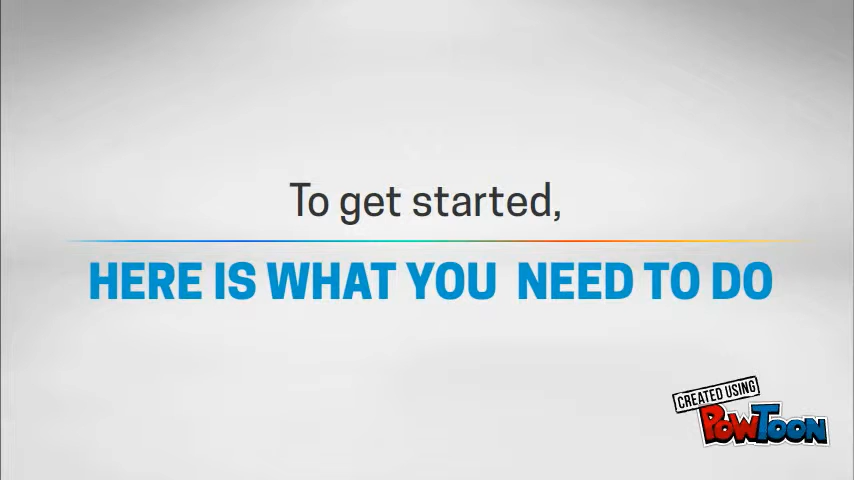 To get started,
HERE IS WHAT YOU  NEED TO DO
CREATED USING
POWTOON